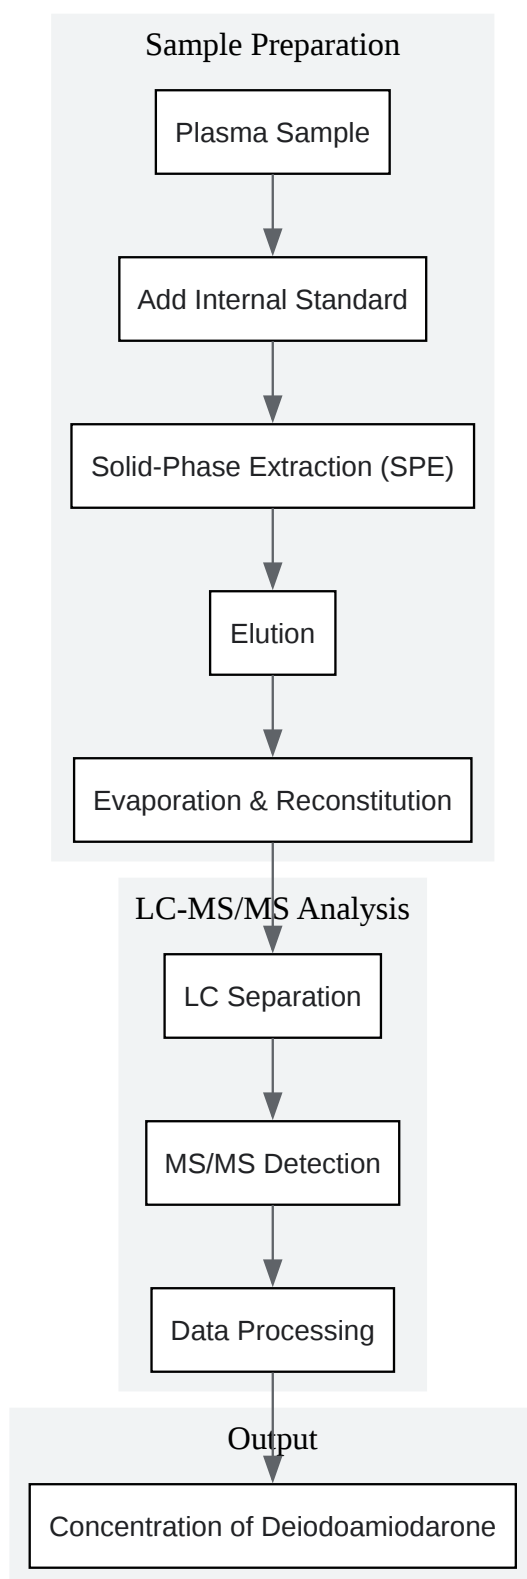 Sample Preparation
Plasma Sample
Add Internal Standard
Solid-Phase Extraction (SPE)
Elution
Evaporation & Reconstitution
LC-MS/MS Analysis
LC Separation
MS/MS Detection
Data Processing
Output
Concentration of Deiodoamiodarone